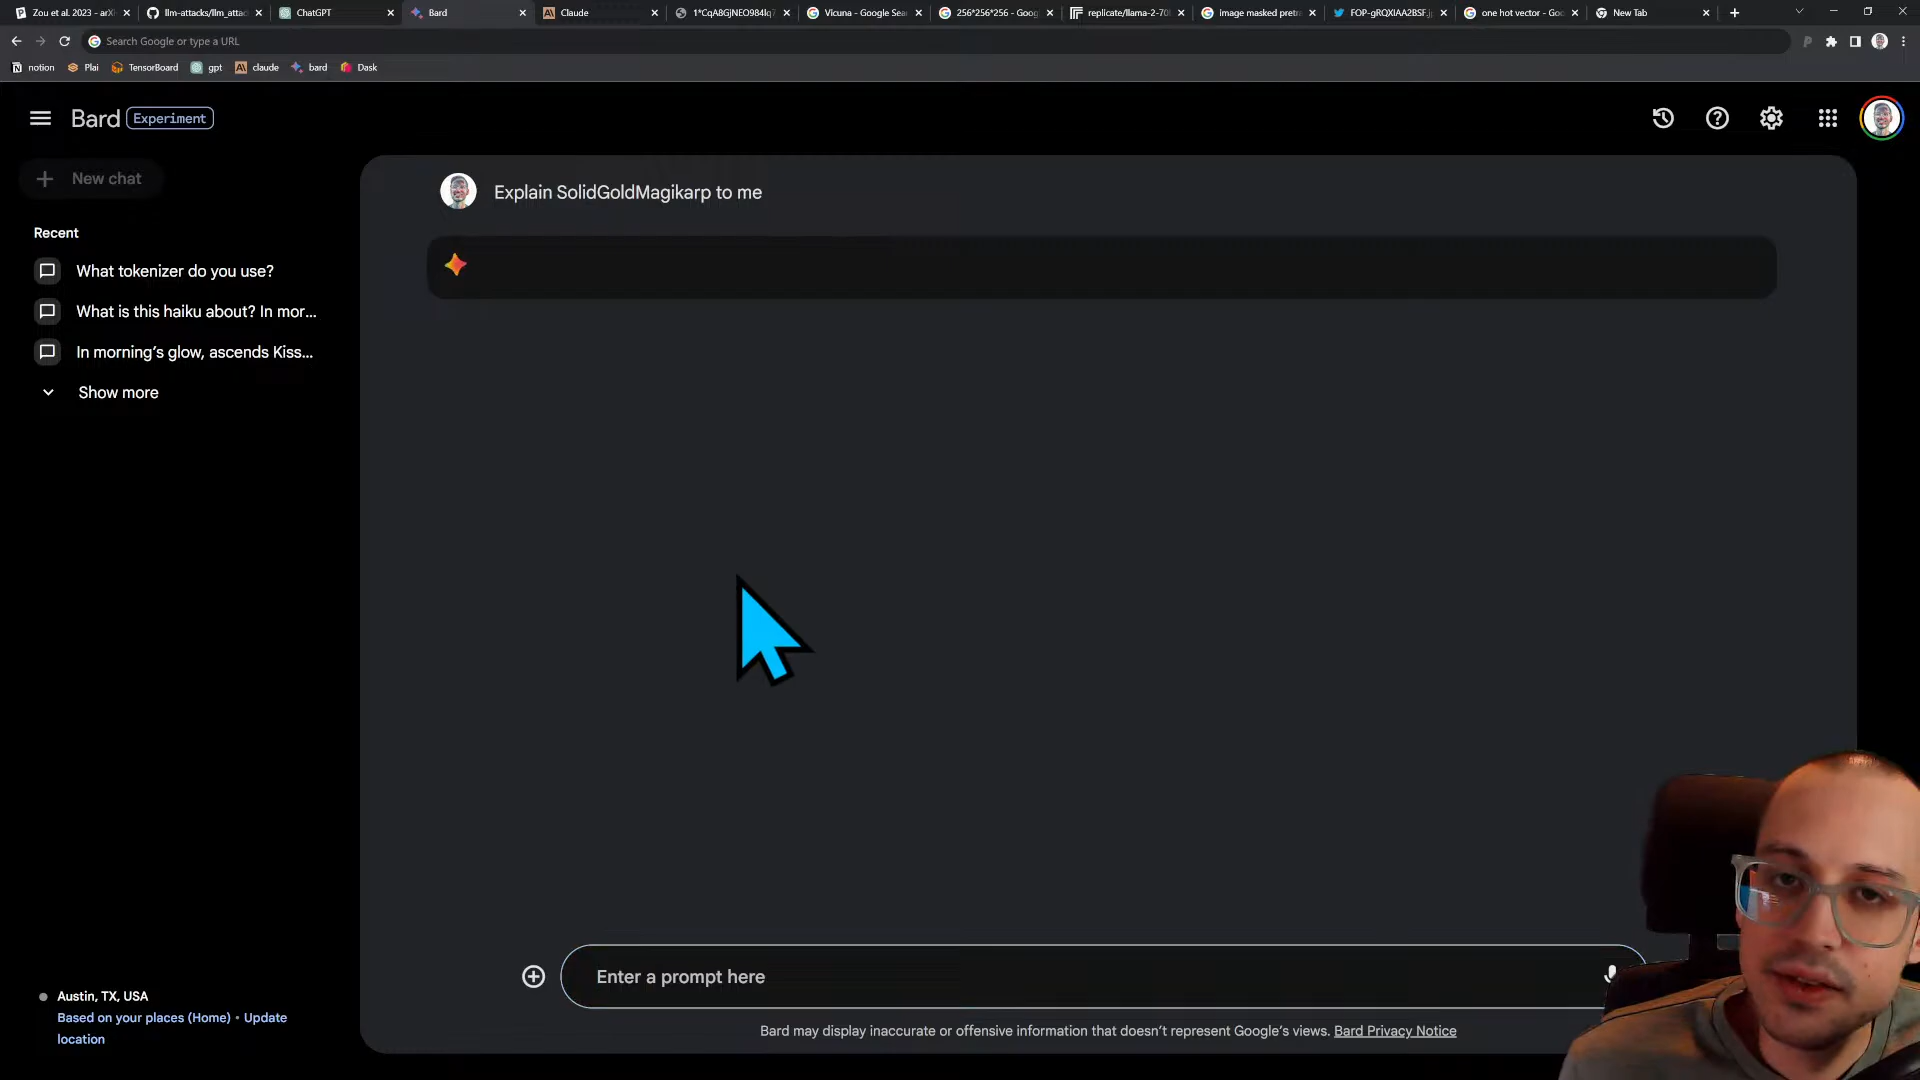 Zou et al. 2023 - arXi
llm-attacks/llm_attac
ChatGPT
Bard
Claude
1*CqA8GjNEO984Iq
Vicuna - Google Sea
256*256*256 - Goog
replicate/llama-2-70
image masked pretr
FOP-gRQXIAA2BSF.j
one hot vector - Goo
New Tab
Search Google or type a URL
notion
Plai
TensorBoard
gpt
claude
bard
Dask
Bard
Experiment
New chat
Recent
What tokenizer do you use?
What is this haiku about? In mor...
In morning's glow, ascends Kiss...
Show more
Explain SolidGoldMagikarp to me
Enter a prompt here
Bard may display inaccurate or offensive information that doesn't represent Google's views. Bard Privacy Notice
Austin, TX, USA
Based on your places (Home) • Update
location